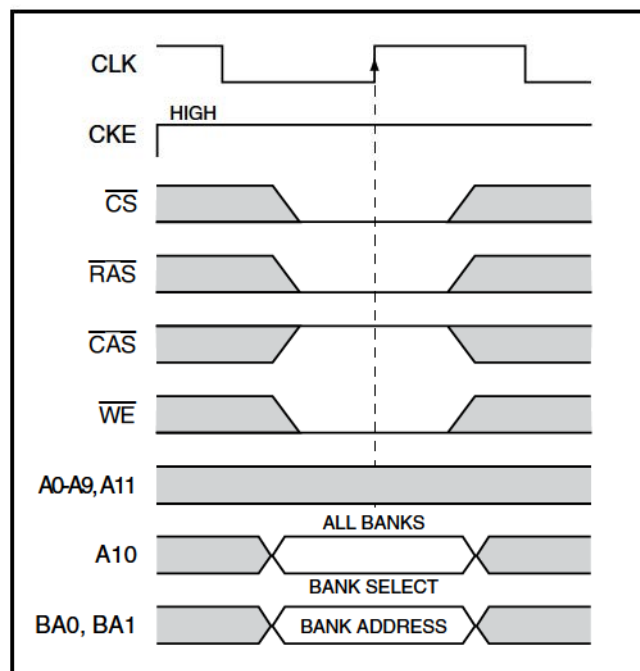 CLK
HIGH
CKE
CS
RAS
CAS
WE
A0-A9, A11
ALL BANKS
A10
BANK SELECT
BA0, BA1
BANK ADDRESS